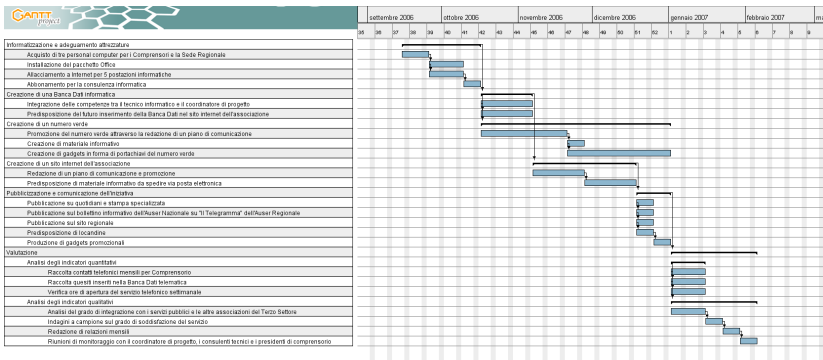 GANTT
project
settembre 2006 ottobre 2006 novembre 2006 dicembre 2006 gennaio 2007 febbraio 2007
35 36 37 38 39 40 41 42 43 44 45 46 47 48 49 50 51 52 1 2 3 4 5 6 7 8 9
Informatizzazione e adeguamento attrezzature
Acquisto di tre personal computer per i Comprensori e la Sede Regionale
Installazione del pacchetto Office
Allacciamento a Internet per 5 postazioni informatiche
Abbonamento per la consulenza informatica
Creazione di una Banca Dati informatica
Integrazione delle competenze tra il tecnico informatico e il coordinatore di progetto
Predisposizione del futuro inserimento della Banca Dati nel sito internet dell'associazione
Creazione di un numero verde
Promozione del numero verde attraverso la redazione di un piano di comunicazione
Creazione di materiale informativo
Creazione di gadgets in forma di portachiavi del numero verde
Creazione di un sito internet dell'associazione
Redazione di un piano di comunicazione e promozione
Predisposizione di materiale informativo da spedire via posta elettronica
Pubblicizzazione e comunicazione dell'iniziativa
Pubblicazione su quotidiani e stampa specializzata
Pubblicazione sul bollettino informativo dell'Auser Nazionale su "Il Telegramma" dell'Auser Regionale
Pubblicazione sul sito regionale
Predisposizione di locandine
Produzione di gadgets promozionali
Valutazione
Analisi degli indicatori quantitativi
Raccolta contatti telefonici mensili per Comprensorio
Raccolta quesiti inseriti nella Banca Dati telematica
Verifica ore di apertura del servizio telefonico settimanale
Analisi degli indicatori qualitativi
Analisi del grado di integrazione con i servizi pubblici e le altre associazioni del Terzo Settore
Indagini a campione sul grado di soddisfazione del servizio
Redazione di relazioni mensili
Riunioni di monitoraggio con il coordinatore di progetto, i consulenti tecnici e i presidenti di comprensorio